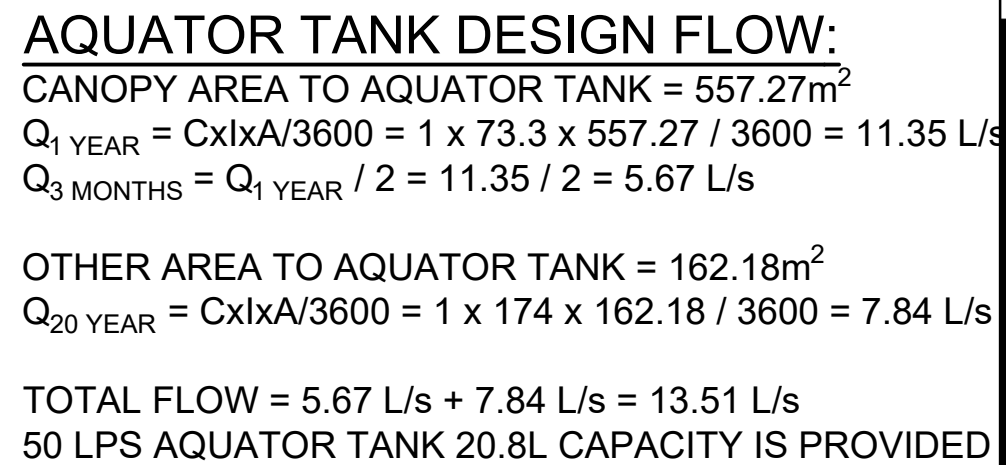 AQUATOR TANK DESIGN FLOW:
CANOPY AREA TO AQUATOR TANK = 557.27m²
Q₁ YEAR = CxIxA/3600 = 1 x 73.3 x 557.27 / 3600 = 11.35 L/s
Q₃ MONTHS = Q₁ YEAR / 2 = 11.35 / 2 = 5.67 L/s
OTHER AREA TO AQUATOR TANK = 162.18m²
Q₂₀ YEAR = CxIxA/3600 = 1 x 174 x 162.18 / 3600 = 7.84 L/s
TOTAL FLOW = 5.67 L/s + 7.84 L/s = 13.51 L/s
50 LPS AQUATOR TANK 20.8L CAPACITY IS PROVIDED